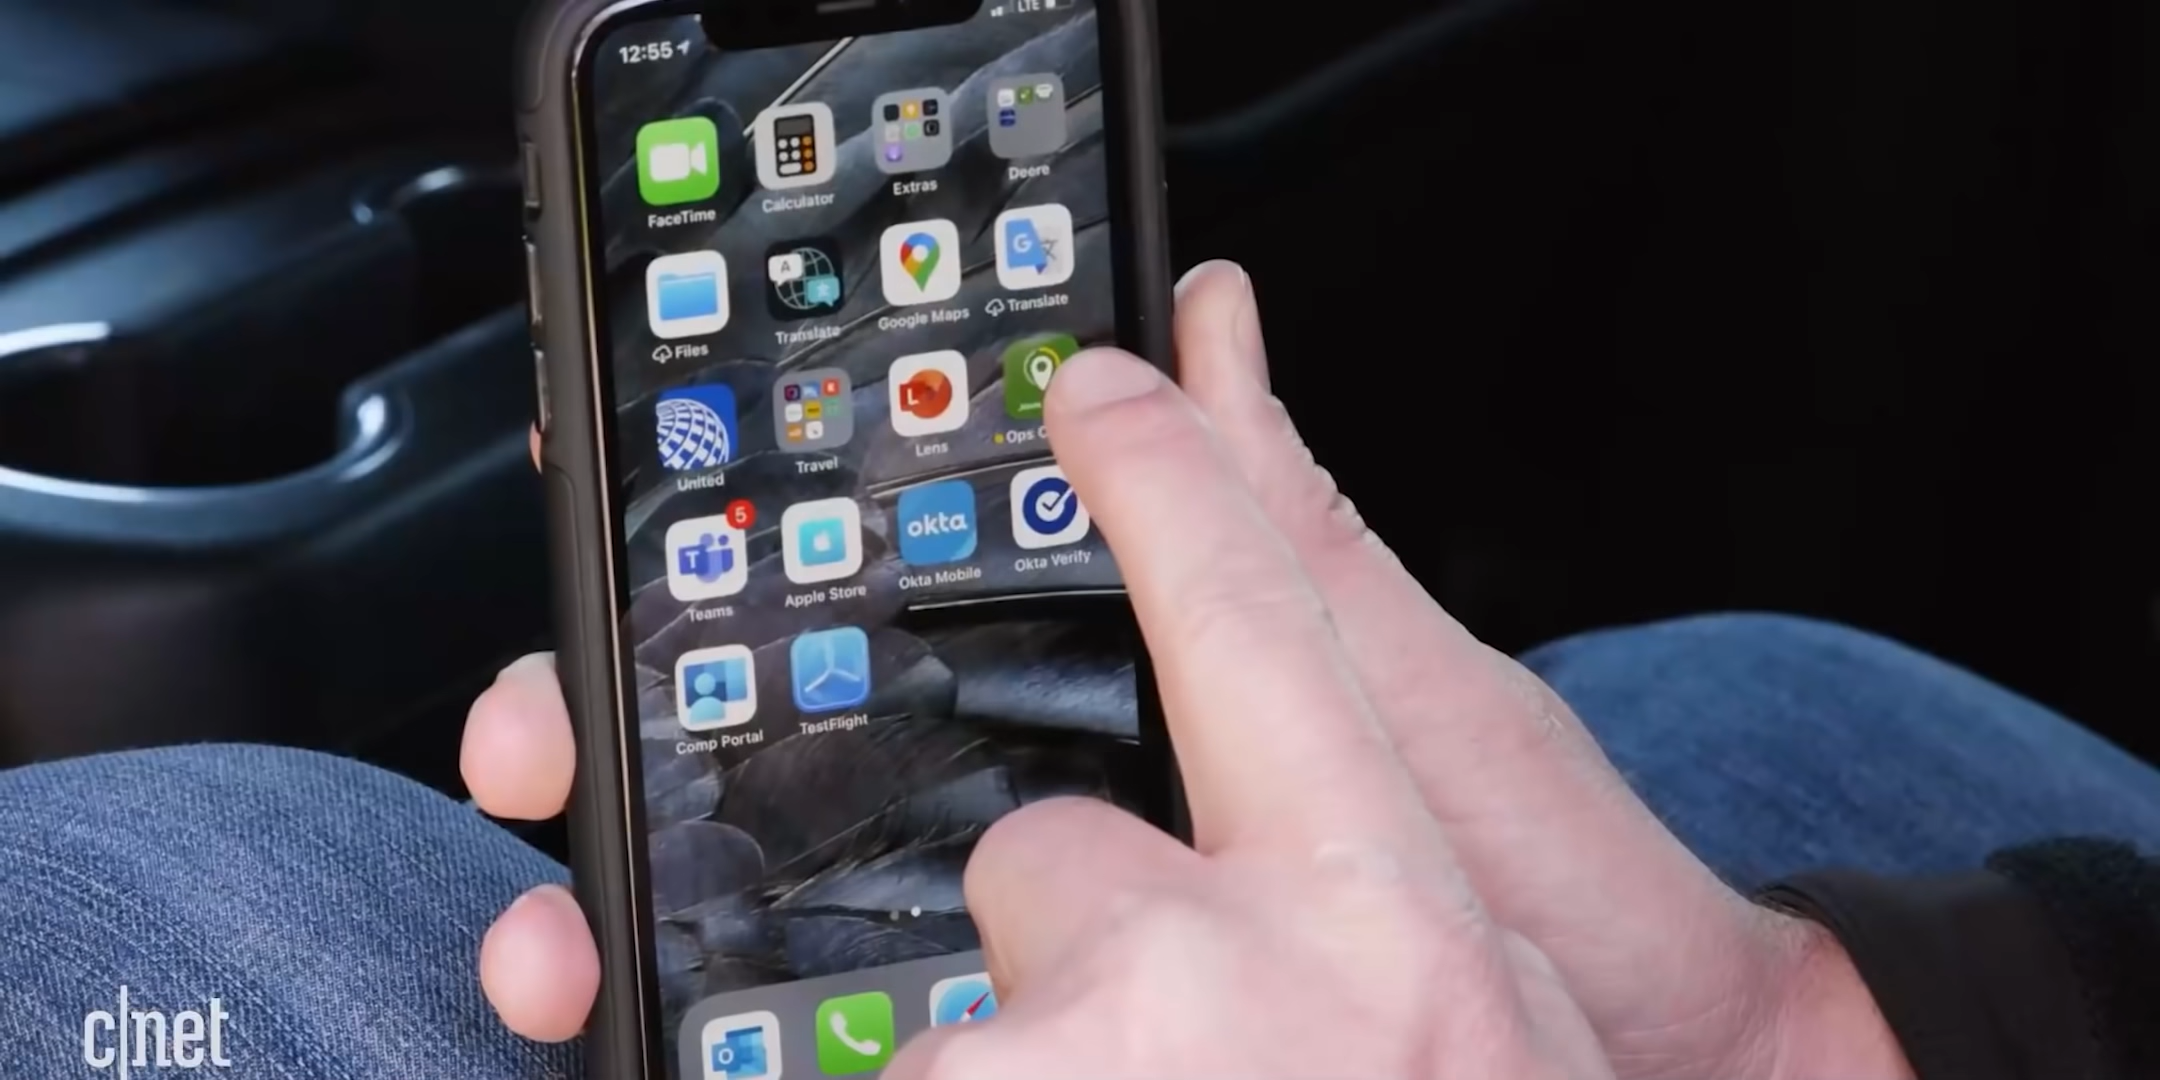 12:55
LTE
FaceTime
Calculator
Extras
Deere
Files
A
Translate
Google Maps
G
Translate
United
Travel
L
Lens
Ops
5
T
Teams
Apple Store
okta
Okta Mobile
Okta Verify
Comp Portal
TestFlight
O
c|net